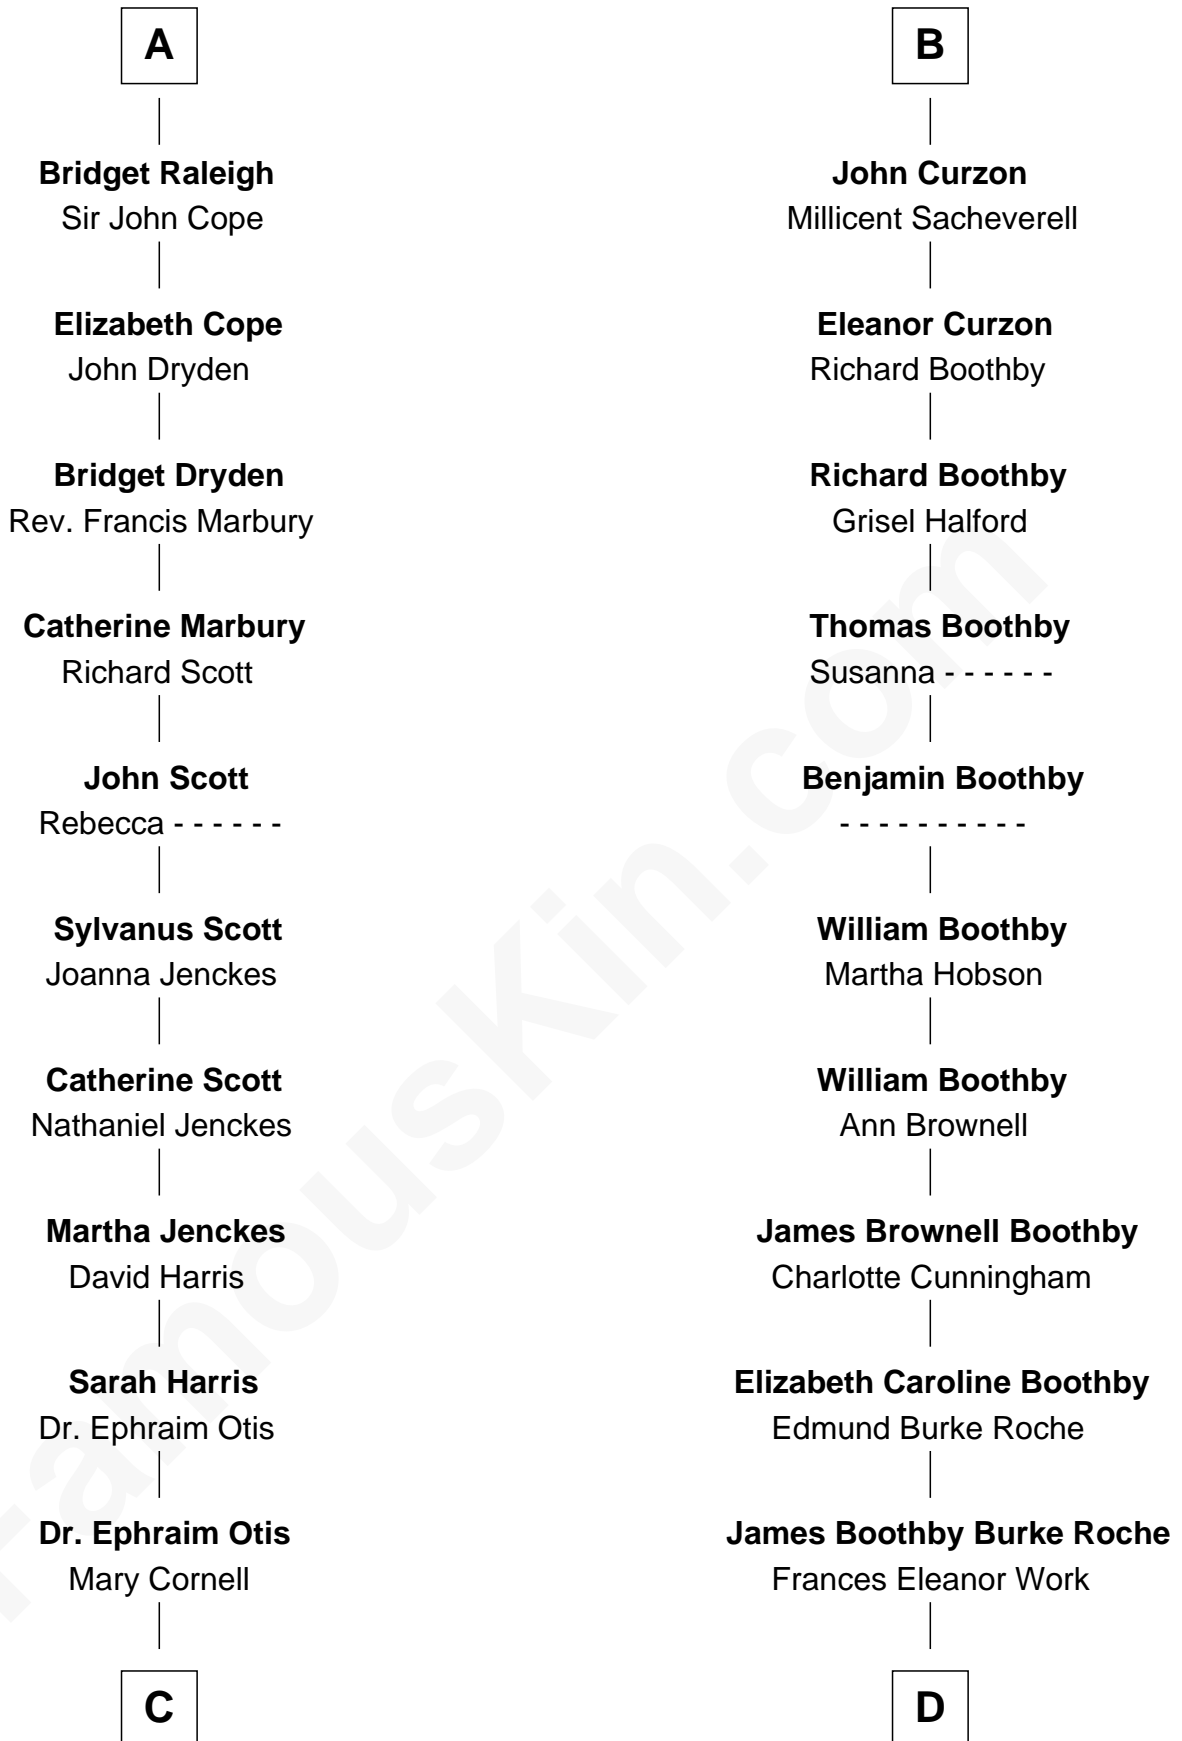 A
Bridget Raleigh
Sir John Cope
Elizabeth Cope
John Dryden
Bridget Dryden
Rev. Francis Marbury
Catherine Marbury
Richard Scott
John Scott
Rebecca - - - - - -
Sylvanus Scott
Joanna Jenckes
Catherine Scott
Nathaniel Jenckes
Martha Jenckes
David Harris
Sarah Harris
Dr. Ephraim Otis
Dr. Ephraim Otis
Mary Cornell
C
B
John Curzon
Millicent Sacheverell
Eleanor Curzon
Richard Boothby
Richard Boothby
Grisel Halford
Thomas Boothby
Susanna - - - - - -
Benjamin Boothby
- - - - - - - - - -
William Boothby
Martha Hobson
William Boothby
Ann Brownell
James Brownell Boothby
Charlotte Cunningham
Elizabeth Caroline Boothby
Edmund Burke Roche
James Boothby Burke Roche
Frances Eleanor Work
D
FamousKin.com